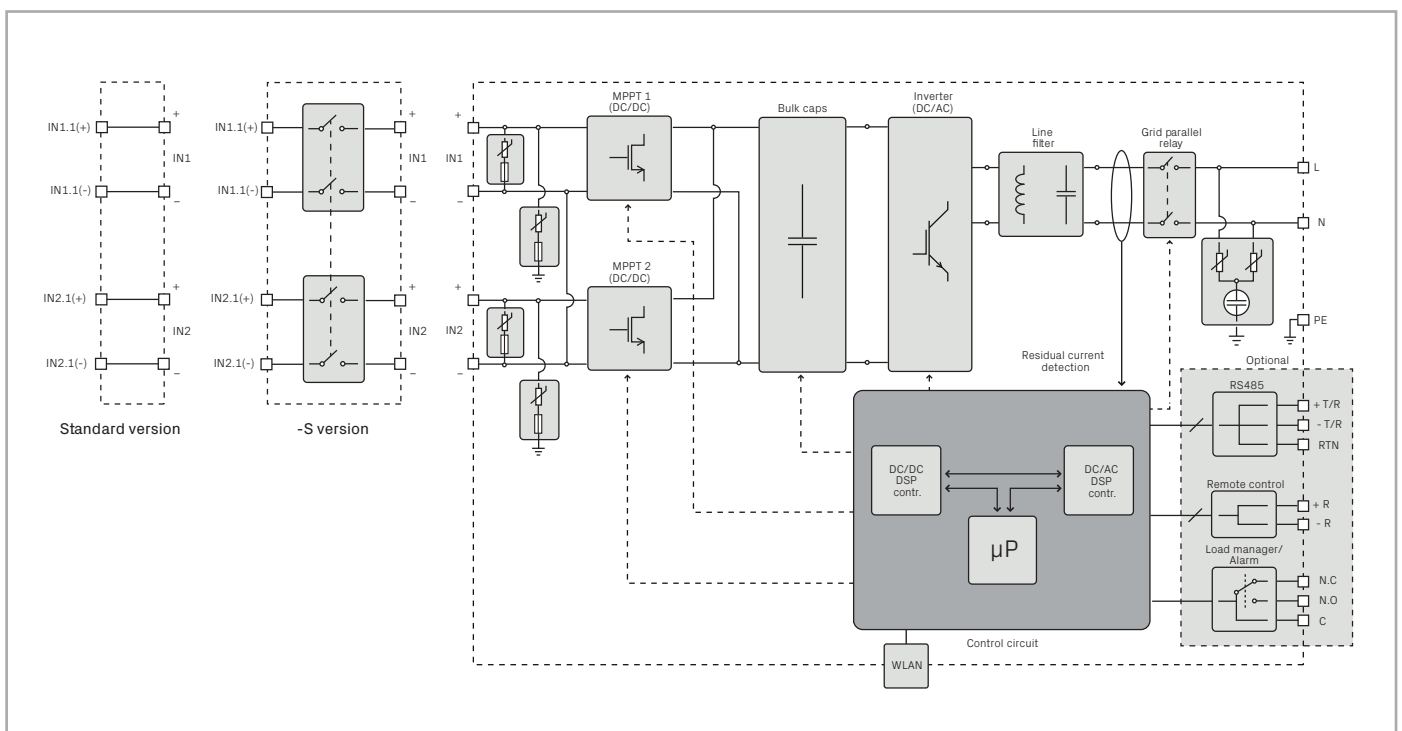 IN1.1(+)
+
IN1
IN1.1(-)
–
IN2.1(+)
+
IN2
IN2.1(-)
–
Standard version
IN1.1(+)
+
IN1
IN1.1(-)
–
IN2.1(+)
+
IN2
IN2.1(-)
–
-S version
+
IN1
–
+
IN2
–
MPPT 1
(DC/DC)
MPPT 2
(DC/DC)
Bulk caps
Inverter
(DC/AC)
Line
filter
Grid parallel
relay
L
N
PE
Residual current
detection
Optional
RS485
+ T/R
- T/R
RTN
Remote control
+ R
- R
Load manager/
Alarm
N.C
N.O
C
DC/DC
DSP
contr.
DC/AC
DSP
contr.
µP
Control circuit
WLAN